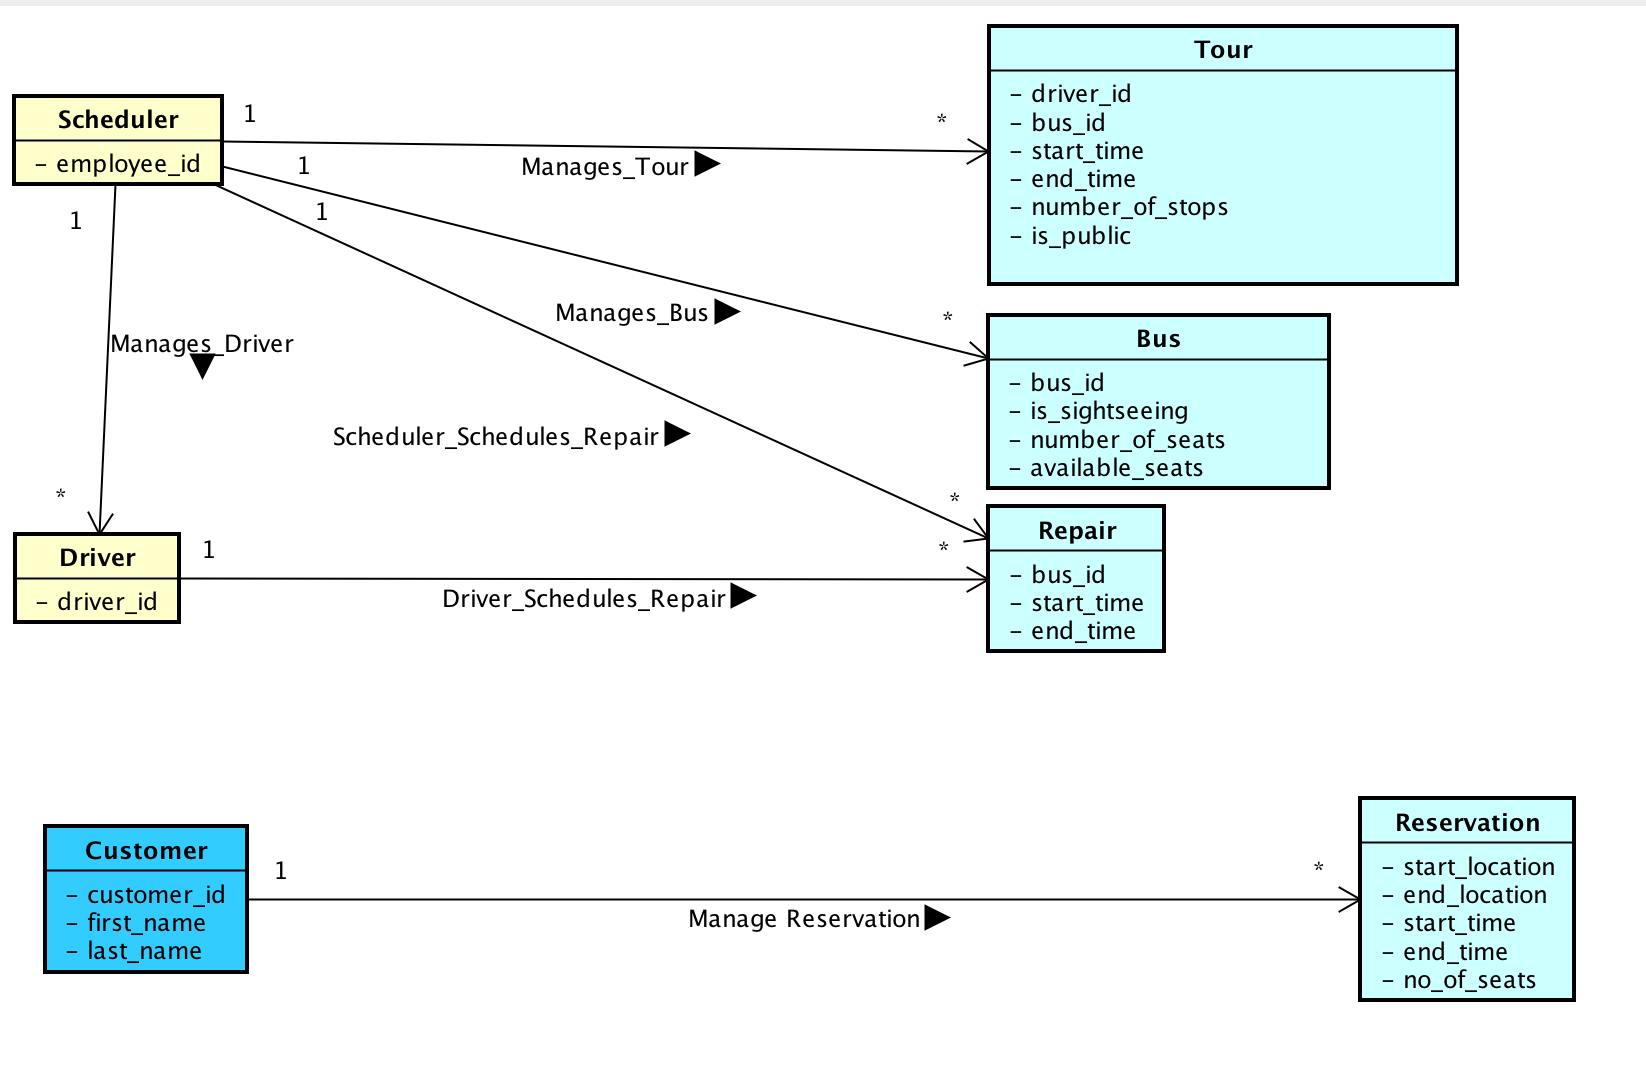 Tour
- driver_id
- bus_id
- start_time
- end_time
- number_of_stops
- is_public
Scheduler
- employee_id
1
*
Manages_Tour
1
1
1
Manages_Bus
*
Bus
- bus_id
- is_sightseeing
- number_of_seats
- available_seats
Manages_Driver
Scheduler_Schedules_Repair
*
*
Driver
- driver_id
1
*
Driver_Schedules_Repair
Repair
- bus_id
- start_time
- end_time
Customer
- customer_id
- first_name
- last_name
1
*
Manage Reservation
Reservation
- start_location
- end_location
- start_time
- end_time
- no_of_seats